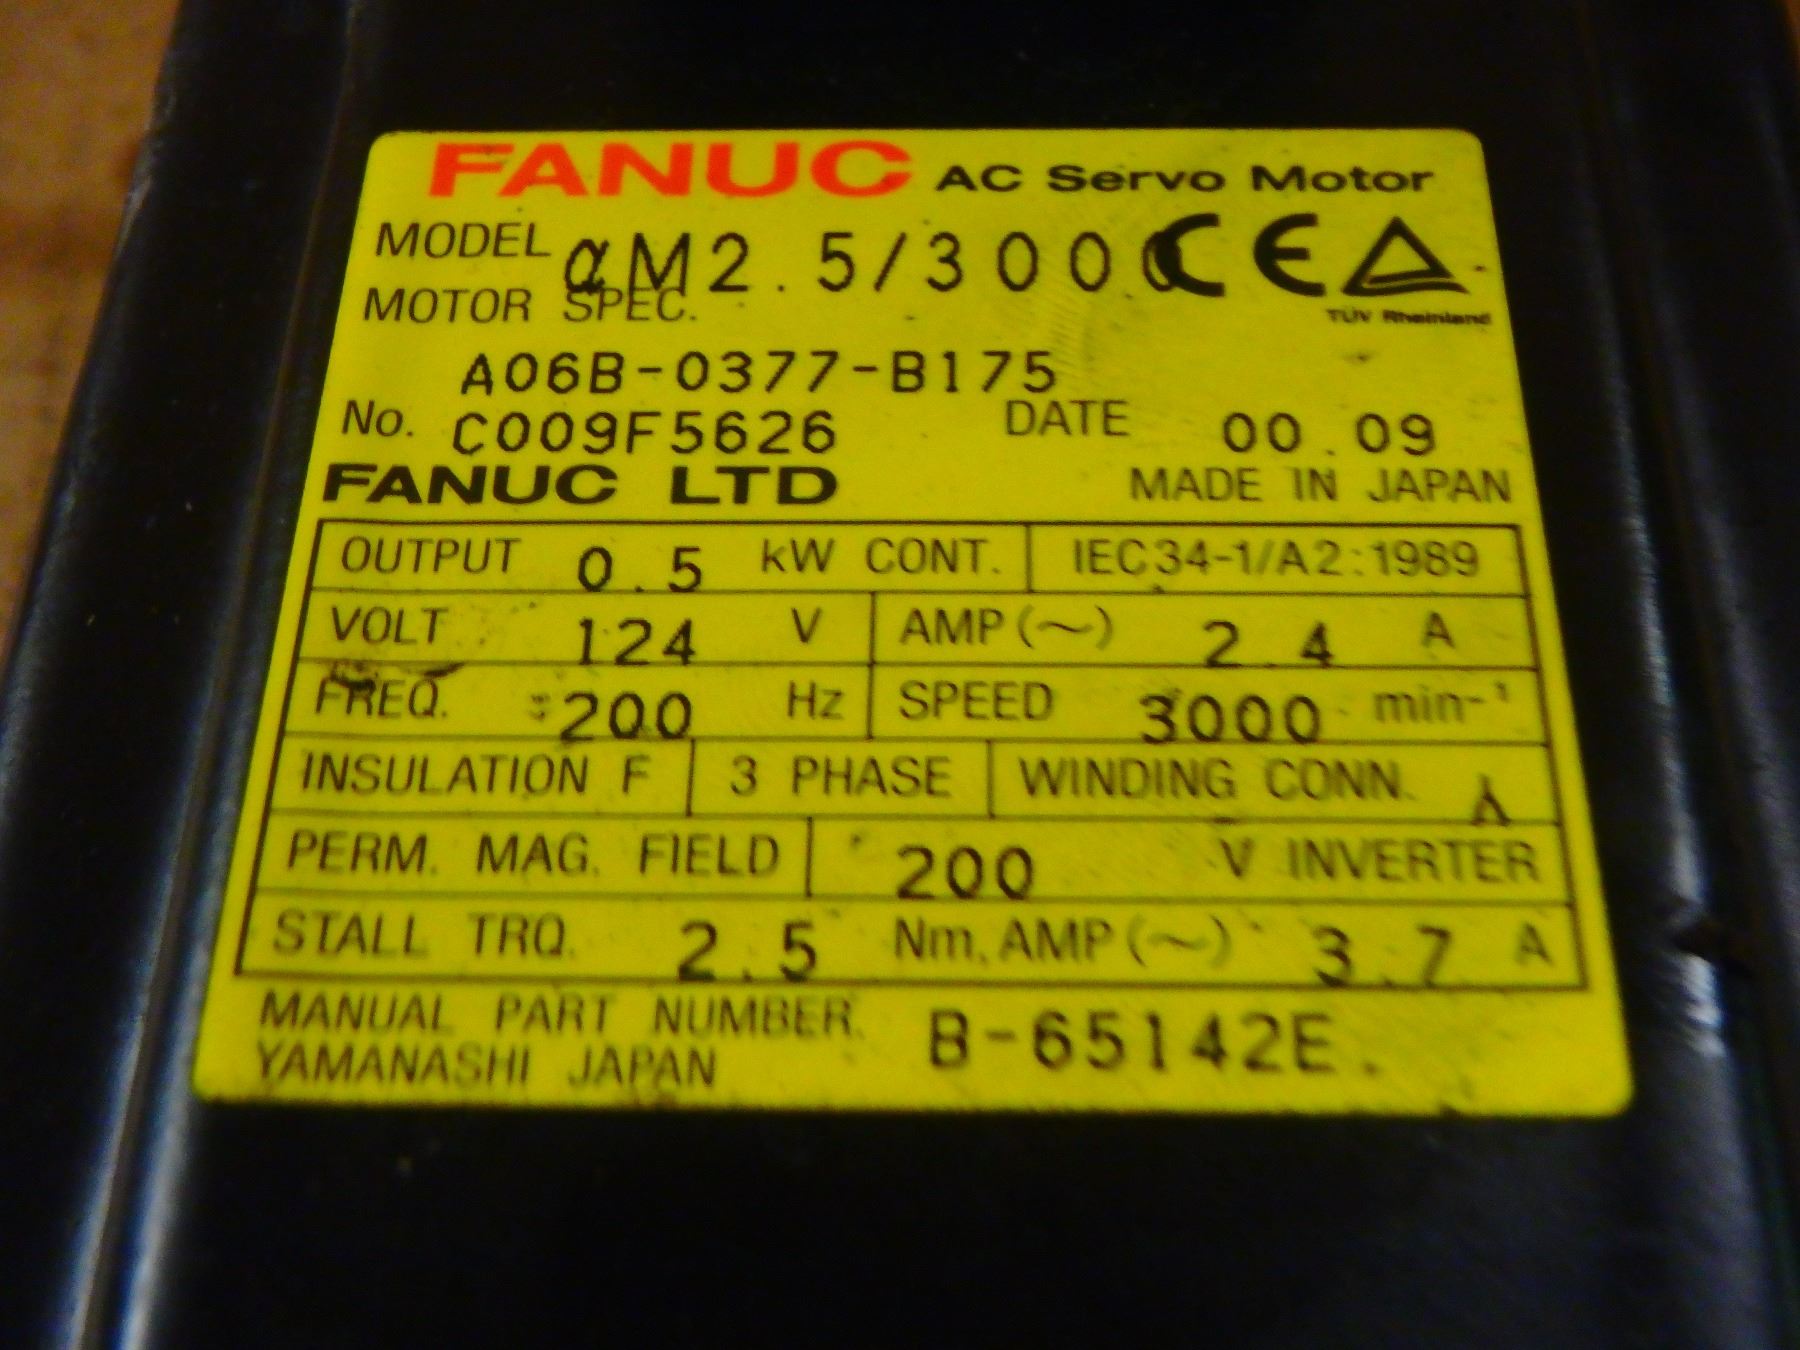 FANUC AC Servo Motor
MODEL αM2.5/3000 CE
TÜV Rheinland
MOTOR SPEC.
A06B-0377-B175
No. C009F5626 DATE 00.09
FANUC LTD MADE IN JAPAN
OUTPUT 0.5 kW CONT. IEC34-1/A2:1989
VOLT 124 V AMP(~) 2.4 A
FREQ. 200 Hz SPEED 3000 min-¹
INSULATION F 3 PHASE WINDING CONN. Y
PERM. MAG. FIELD 200 V INVERTER
STALL TRQ. 2.5 Nm, AMP(~) 3.7 A
MANUAL PART NUMBER. B-65142E.
YAMANASHI JAPAN